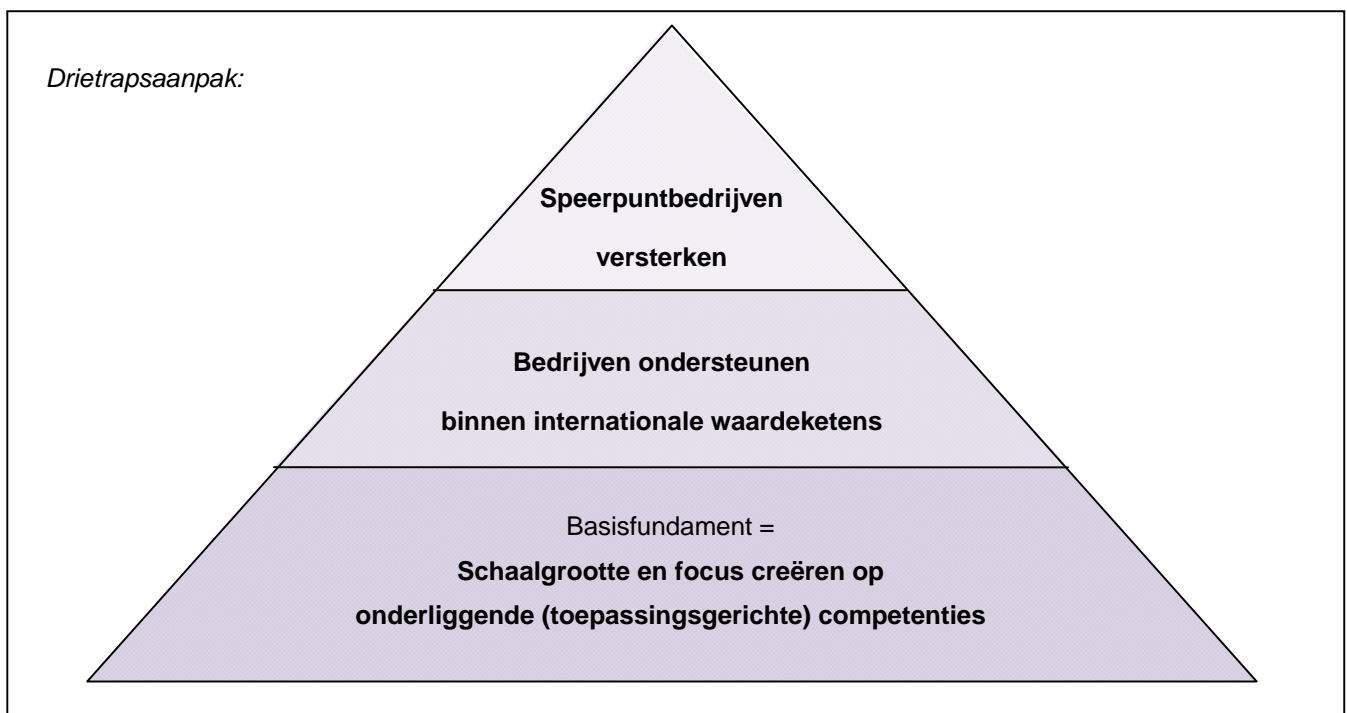 Drietrapsaanpak:
Speerpuntbedrijven
versterken
Bedrijven ondersteunen
binnen internationale waardeketens
Basisfundament =
Schaalgrootte en focus creëren op
onderliggende (toepassingsgerichte) competenties